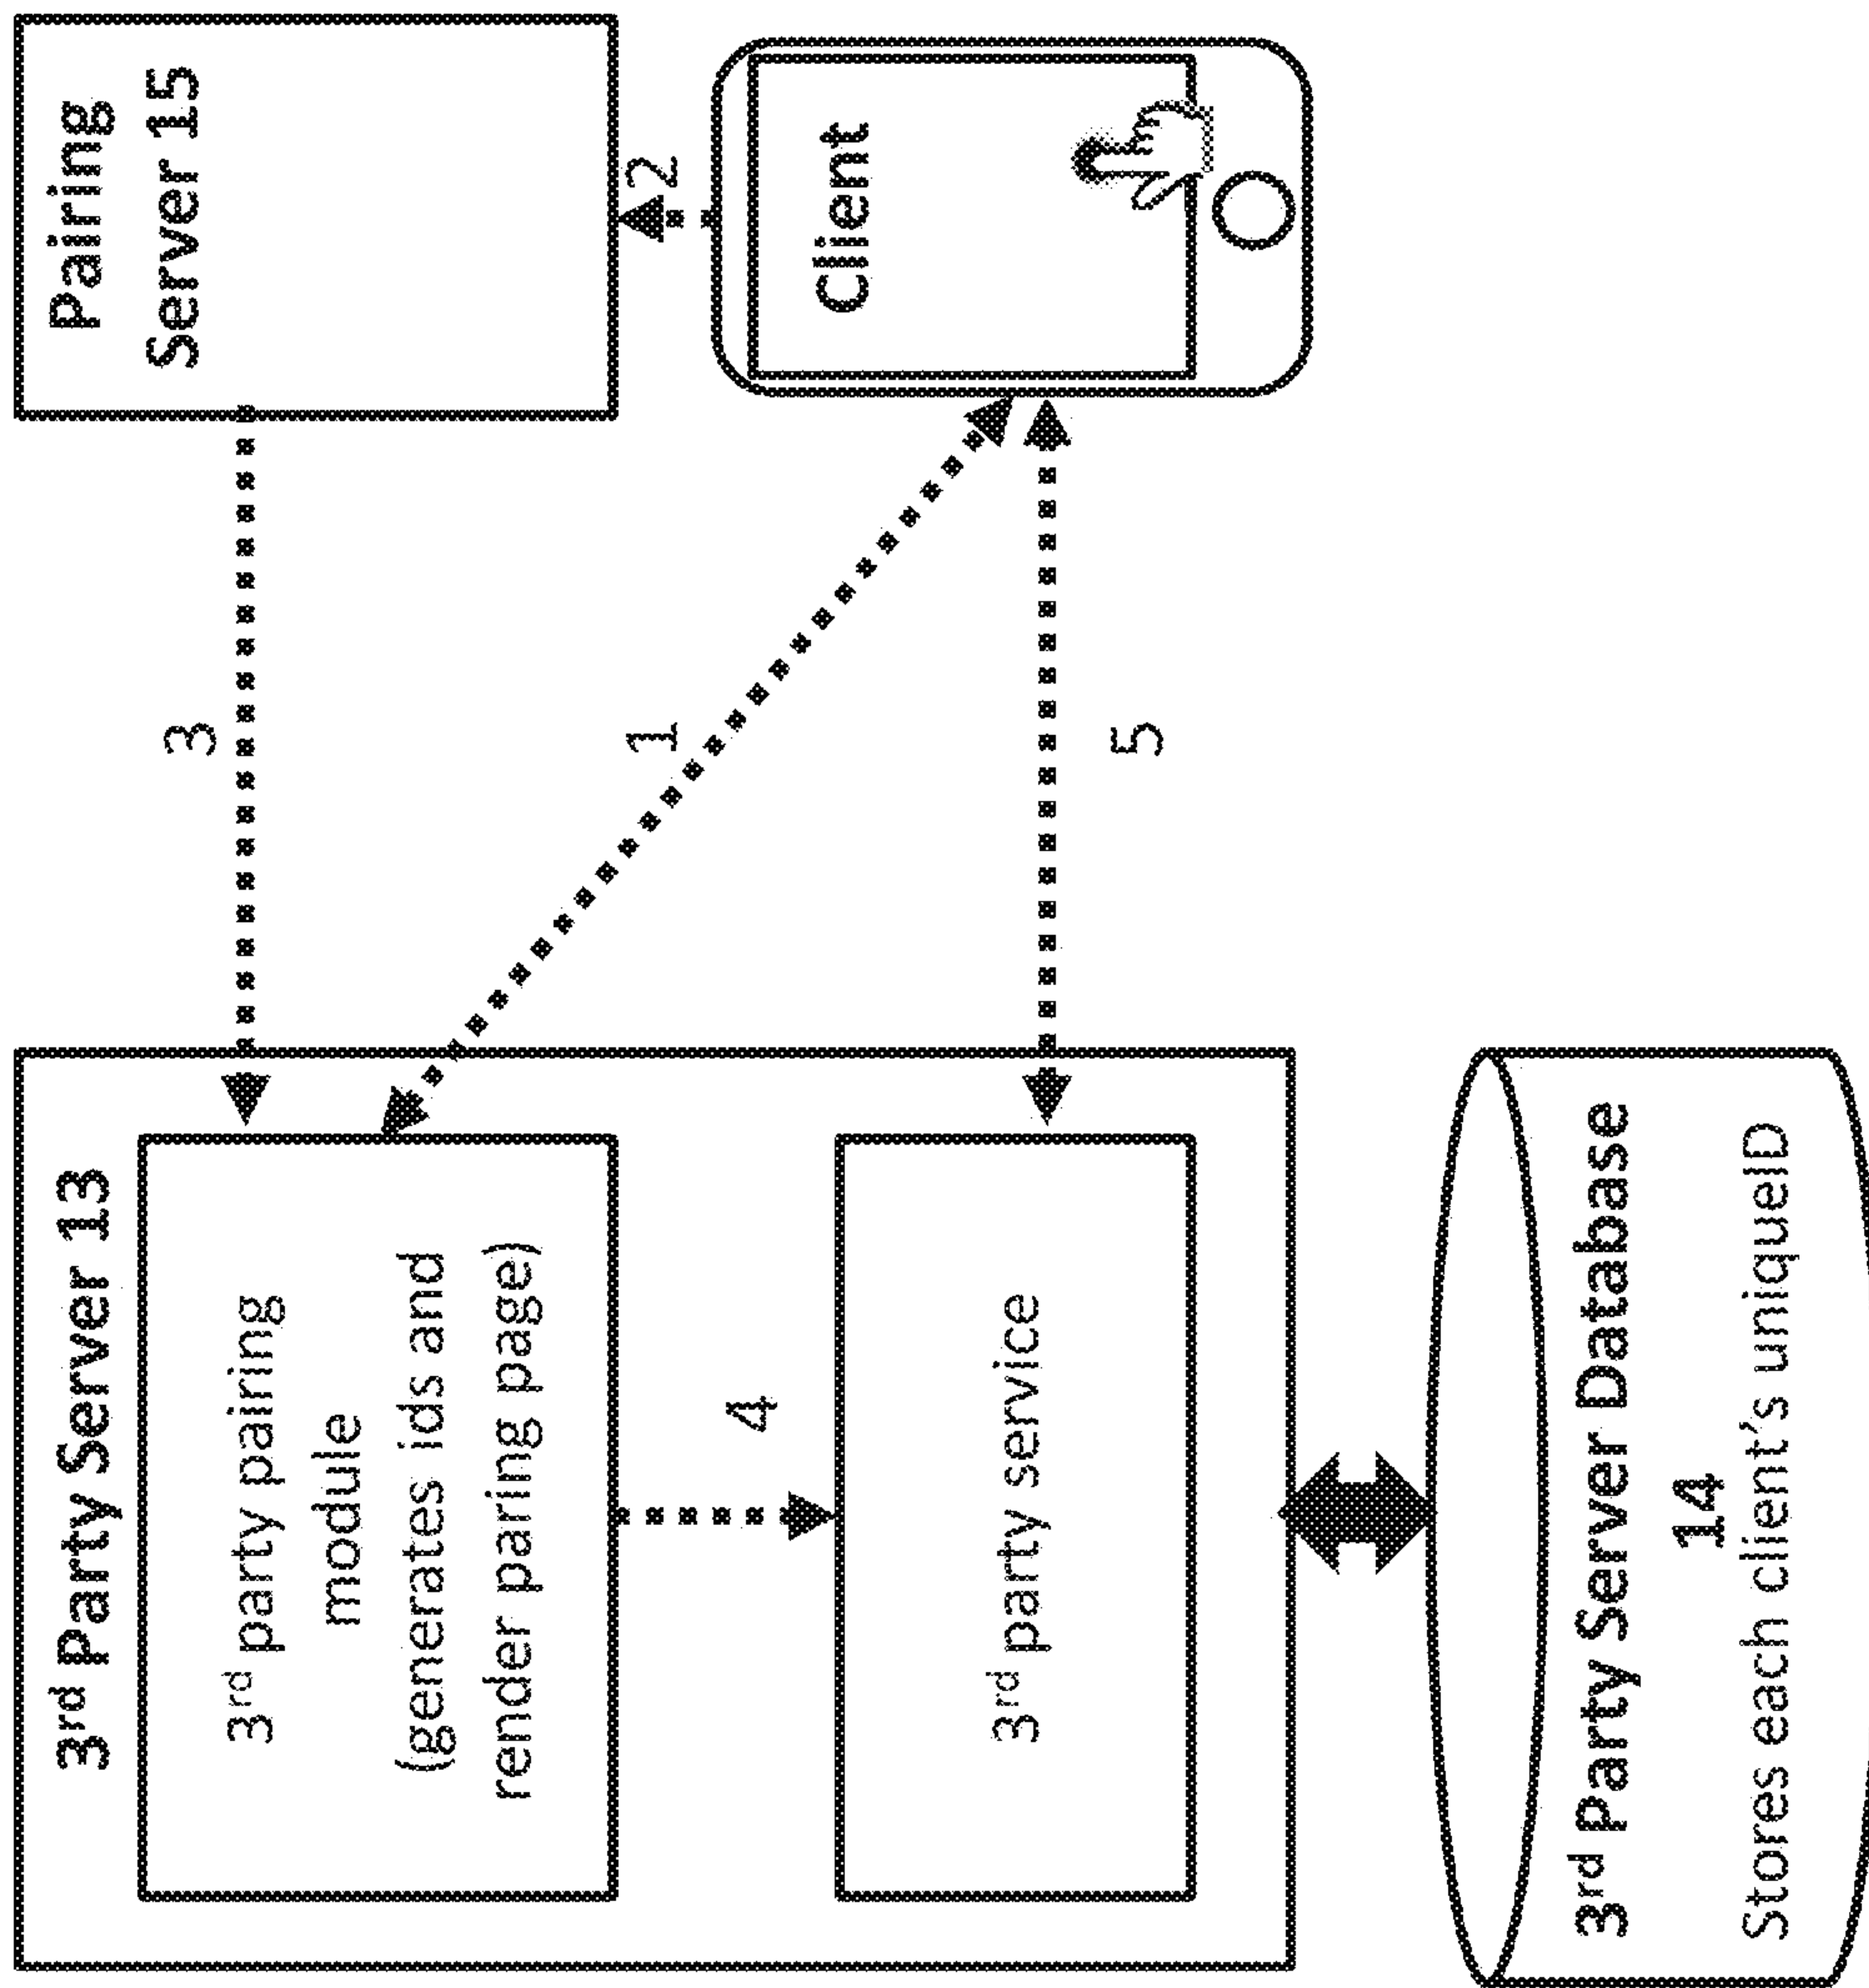 3rd Party Server 13
3rd party pairing
module
(generates ids and
render paring page)
4
3rd party service
3rd Party Server Database
14
Stores each client's uniqueID
3
1
5
Pairing
Server 15
2
Client